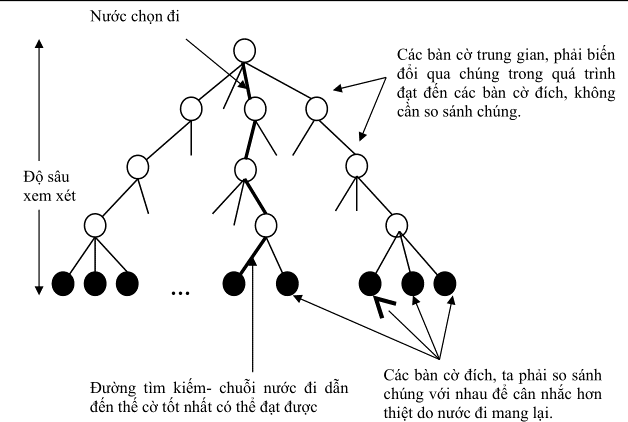 Nước chọn đi
Các bàn cờ trung gian, phải biến
đổi qua chúng trong quá trình
đạt đến các bàn cờ đích, không
cần so sánh chúng.
Độ sâu
xem xét
...
Đường tìm kiếm- chuỗi nước đi dẫn
đến thế cờ tốt nhất có thể đạt được
Các bàn cờ đích, ta phải so sánh
chúng với nhau để cân nhắc hơn
thiệt do nước đi mang lại.